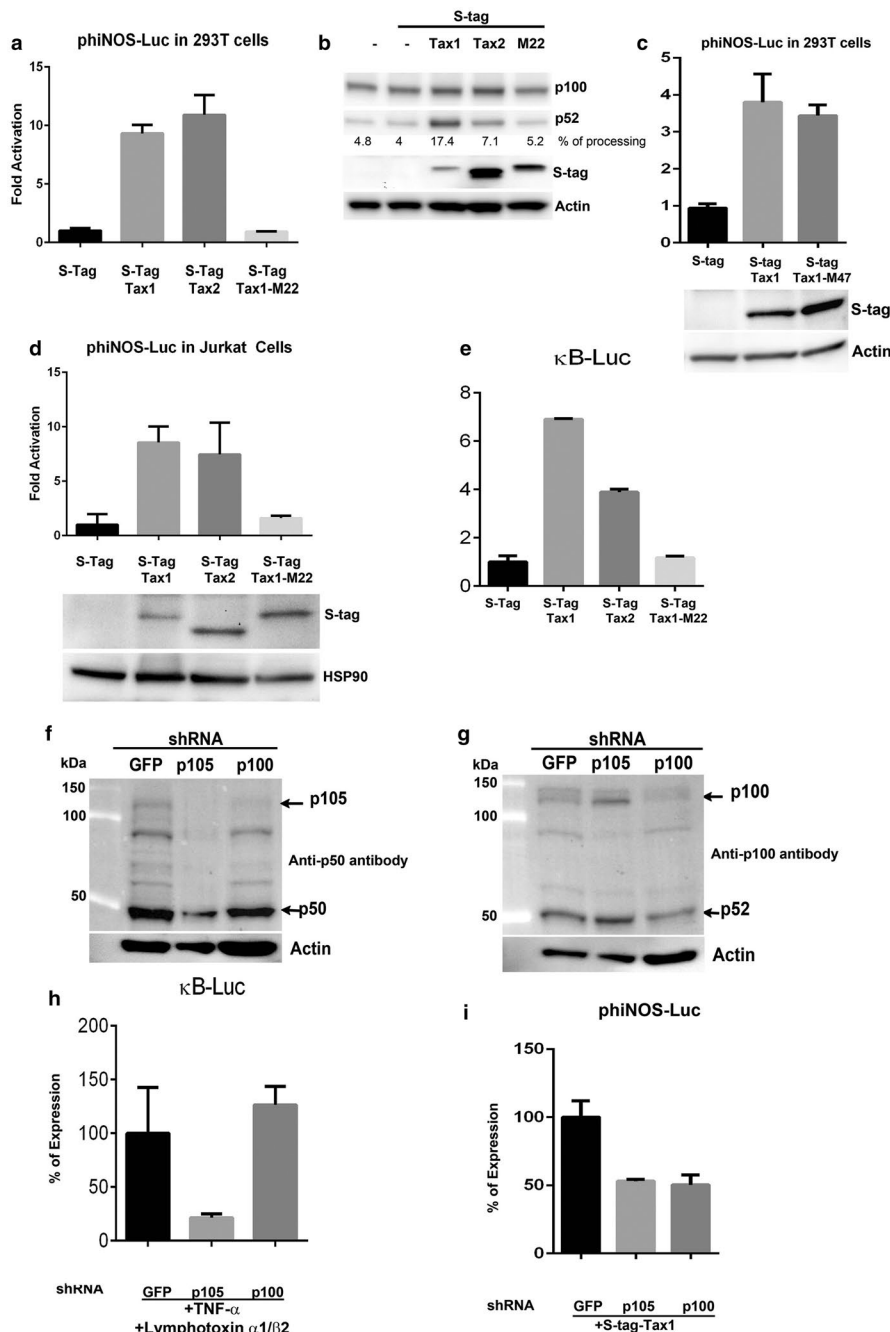 a
phiNOS-Luc in 293T cells
Fold Activation
15
10
5
0
S-Tag
S-Tag Tax1
S-Tag Tax2
S-Tag Tax1-M22
b
S-tag
- - Tax1 Tax2 M22
p100
p52
4.8 4 17.4 7.1 5.2 % of processing
S-tag
Actin
c
phiNOS-Luc in 293T cells
5
4
3
2
1
0
S-tag
S-tag Tax1
S-tag Tax1-M47
S-tag
Actin
d
phiNOS-Luc in Jurkat Cells
Fold Activation
15
10
5
0
S-Tag
S-Tag Tax1
S-Tag Tax2
S-Tag Tax1-M22
S-tag
HSP90
e
κB-Luc
8
6
4
2
0
S-Tag
S-Tag Tax1
S-Tag Tax2
S-Tag Tax1-M22
f
shRNA
kDa GFP p105 p100
150
100
50
p105
Anti-p50 antibody
p50
Actin
g
shRNA
kDa GFP p105 p100
150
100
50
p100
Anti-p100 antibody
p52
Actin
h
κB-Luc
% of Expression
200
150
100
50
0
shRNA GFP p105 p100
+TNF-α
+Lymphotoxin α1/β2
i
phiNOS-Luc
% of Expression
150
100
50
0
shRNA GFP p105 p100
+S-tag-Tax1